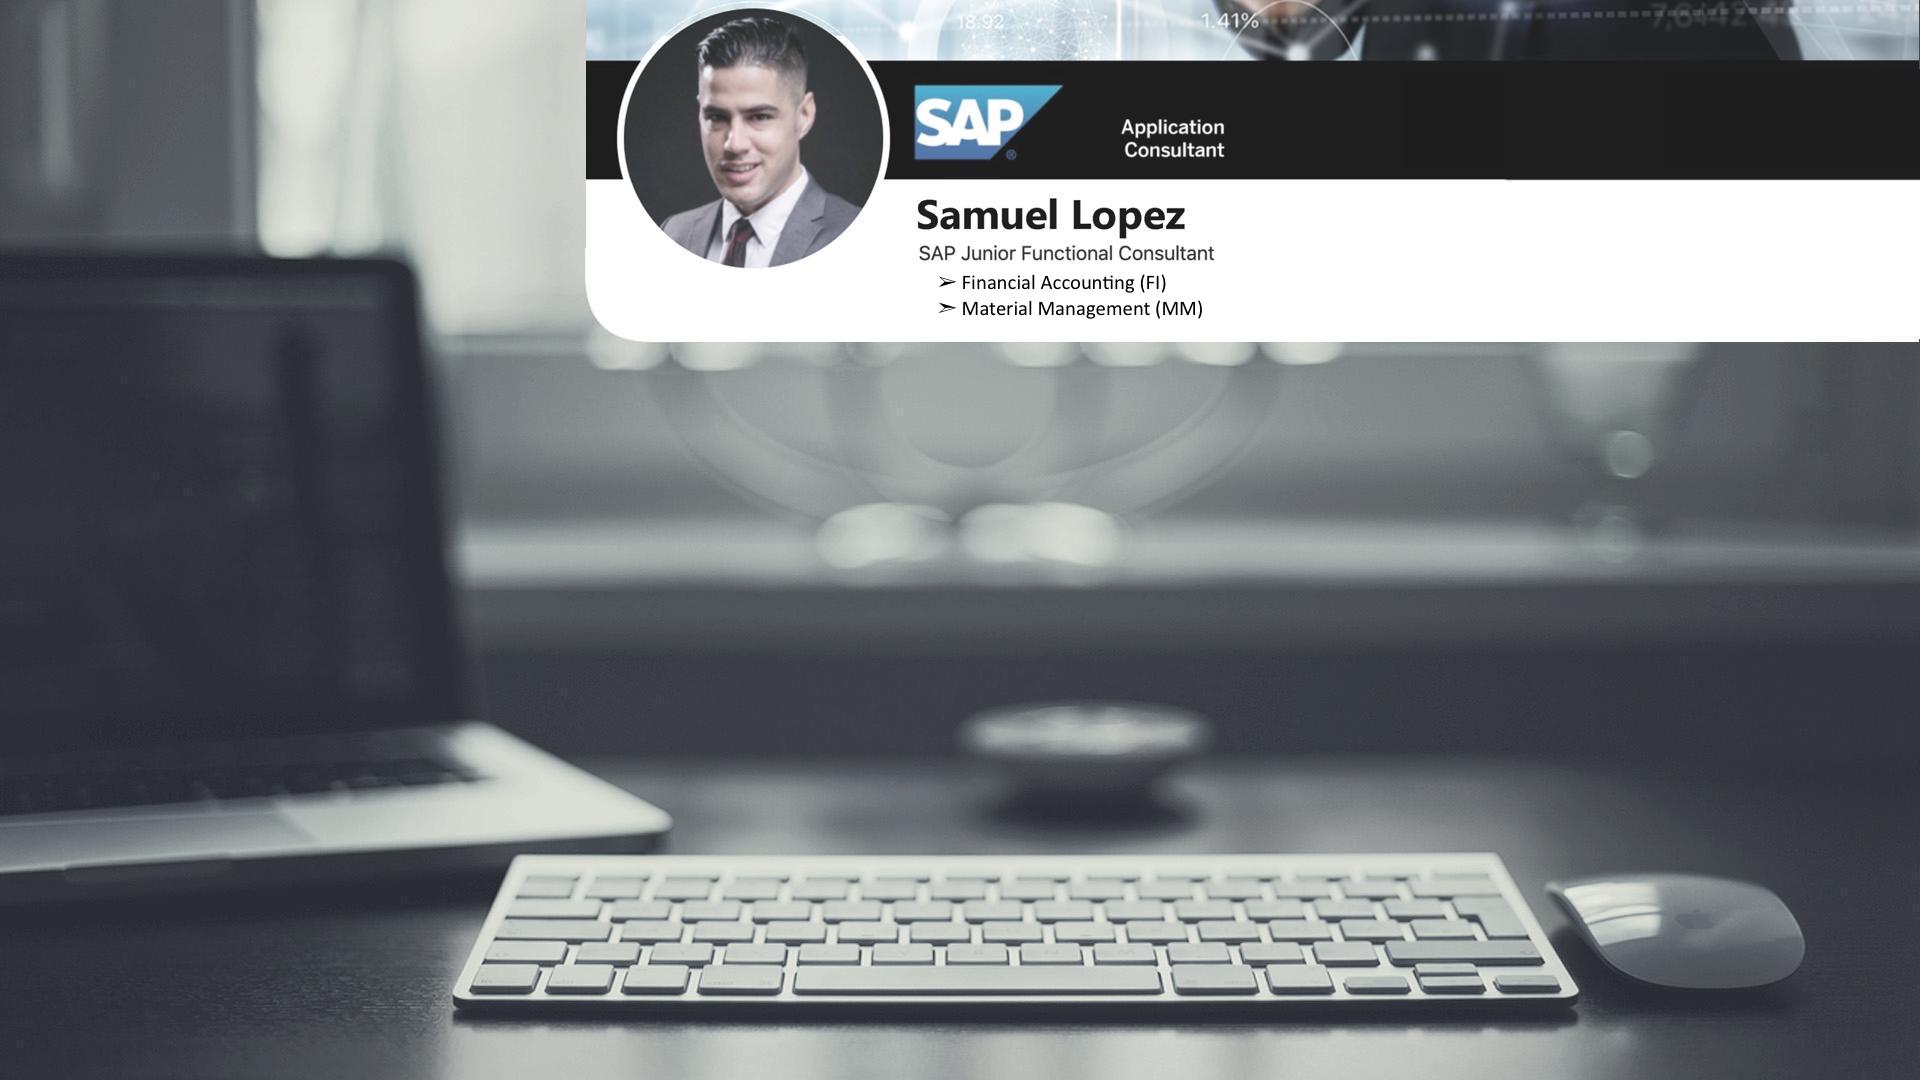 18.92
1.41%
SAP
®
Application
Consultant
Samuel Lopez
SAP Junior Functional Consultant
➢ Financial Accounting (FI)
➢ Material Management (MM)